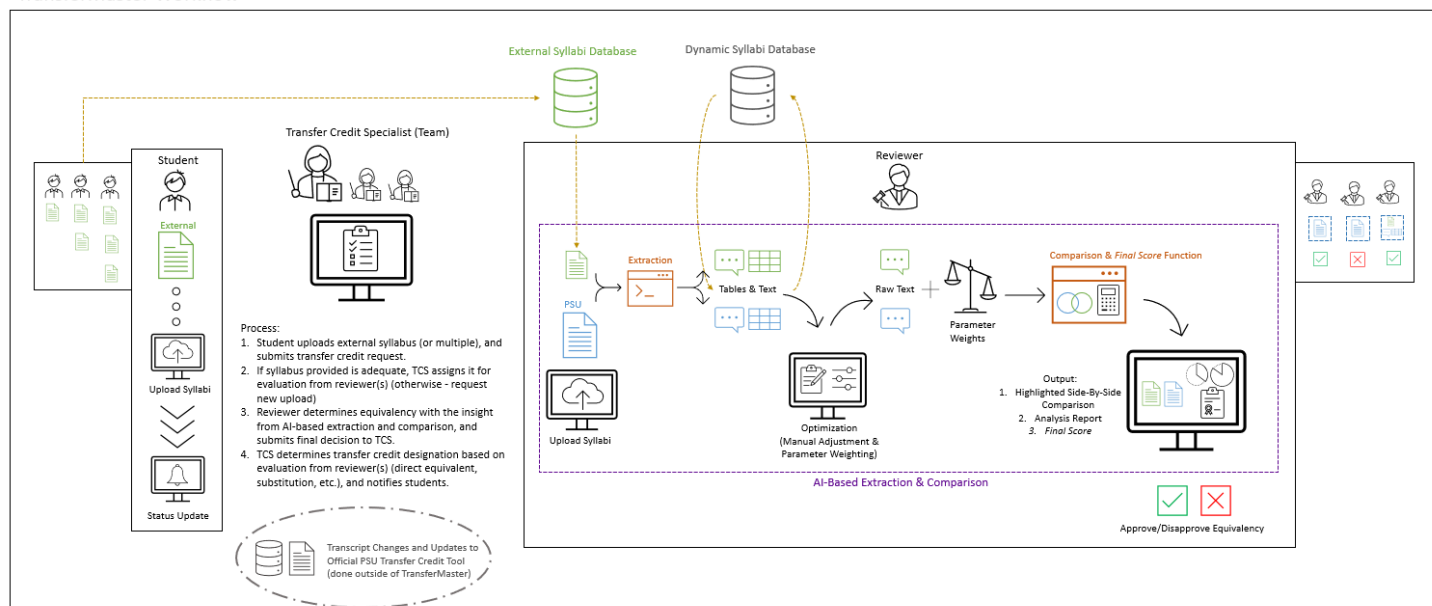 External Syllabi Database
Dynamic Syllabi Database
Transfer Credit Specialist (Team)
Student
External
Upload Syllabi
Status Update
Process:
1. Student uploads external syllabus (or multiple), and
submits transfer credit request.
2. If syllabus provided is adequate, TCS assigns it for
evaluation from reviewer(s) (otherwise - request
new upload)
3. Reviewer determines equivalency with the insight
from AI-based extraction and comparison, and
submits final decision to TCS.
4. TCS determines transfer credit designation based on
evaluation from reviewer(s) (direct equivalent,
substitution, etc.), and notifies students.
Transcript Changes and Updates to
Official PSU Transfer Credit Tool
(done outside of TransferMaster)
Reviewer
PSU
Upload Syllabi
Extraction
Tables & Text
Optimization
(Manual Adjustment &
Parameter Weighting)
Raw Text
Parameter
Weights
Comparison & Final Score Function
Output:
1. Highlighted Side-By-Side
Comparison
2. Analysis Report
3. Final Score
AI-Based Extraction & Comparison
Approve/Disapprove Equivalency